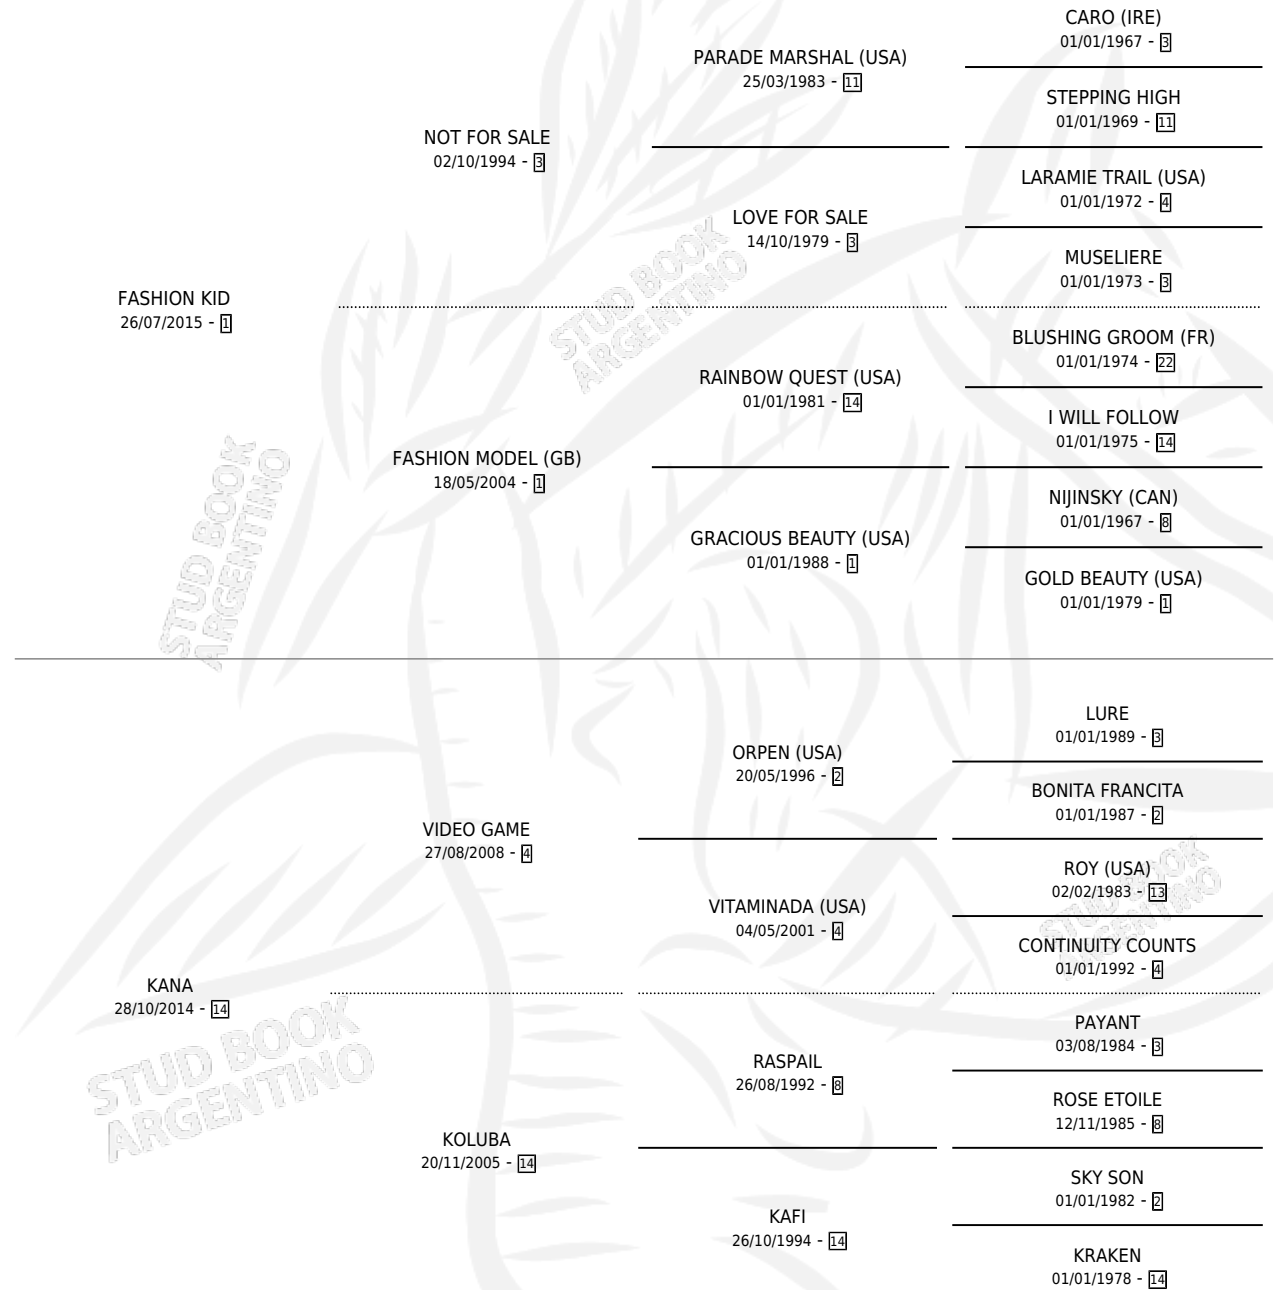 CARO (IRE)
01/01/1967 - 3
PARADE MARSHAL (USA)
25/03/1983 - 11
STEPPING HIGH
01/01/1969 - 11
NOT FOR SALE
02/10/1994 - 3
LARAMIE TRAIL (USA)
01/01/1972 - 4
LOVE FOR SALE
14/10/1979 - 3
MUSELIERE
01/01/1973 - 3
FASHION KID
26/07/2015 - 1
STUD BOOK
ARGENTINO
BLUSHING GROOM (FR)
01/01/1974 - 22
RAINBOW QUEST (USA)
01/01/1981 - 14
I WILL FOLLOW
01/01/1975 - 14
FASHION MODEL (GB)
18/05/2004 - 1
NIJINSKY (CAN)
01/01/1967 - 8
GRACIOUS BEAUTY (USA)
01/01/1988 - 1
GOLD BEAUTY (USA)
01/01/1979 - 1
STUD BOOK
ARGENTINO
LURE
01/01/1989 - 3
ORPEN (USA)
20/05/1996 - 2
BONITA FRANCITA
01/01/1987 - 2
VIDEO GAME
27/08/2008 - 4
ROY (USA)
02/02/1983 - 13
VITAMINADA (USA)
04/05/2001 - 4
CONTINUITY COUNTS
01/01/1992 - 4
STUD BOOK
ARGENTINO
KANA
28/10/2014 - 14
PAYANT
03/08/1984 - 3
RASPAIL
26/08/1992 - 8
ROSE ETOILE
12/11/1985 - 8
STUD BOOK
ARGENTINO
KOLUBA
20/11/2005 - 14
SKY SON
01/01/1982 - 2
KAFI
26/10/1994 - 14
KRAKEN
01/01/1978 - 14